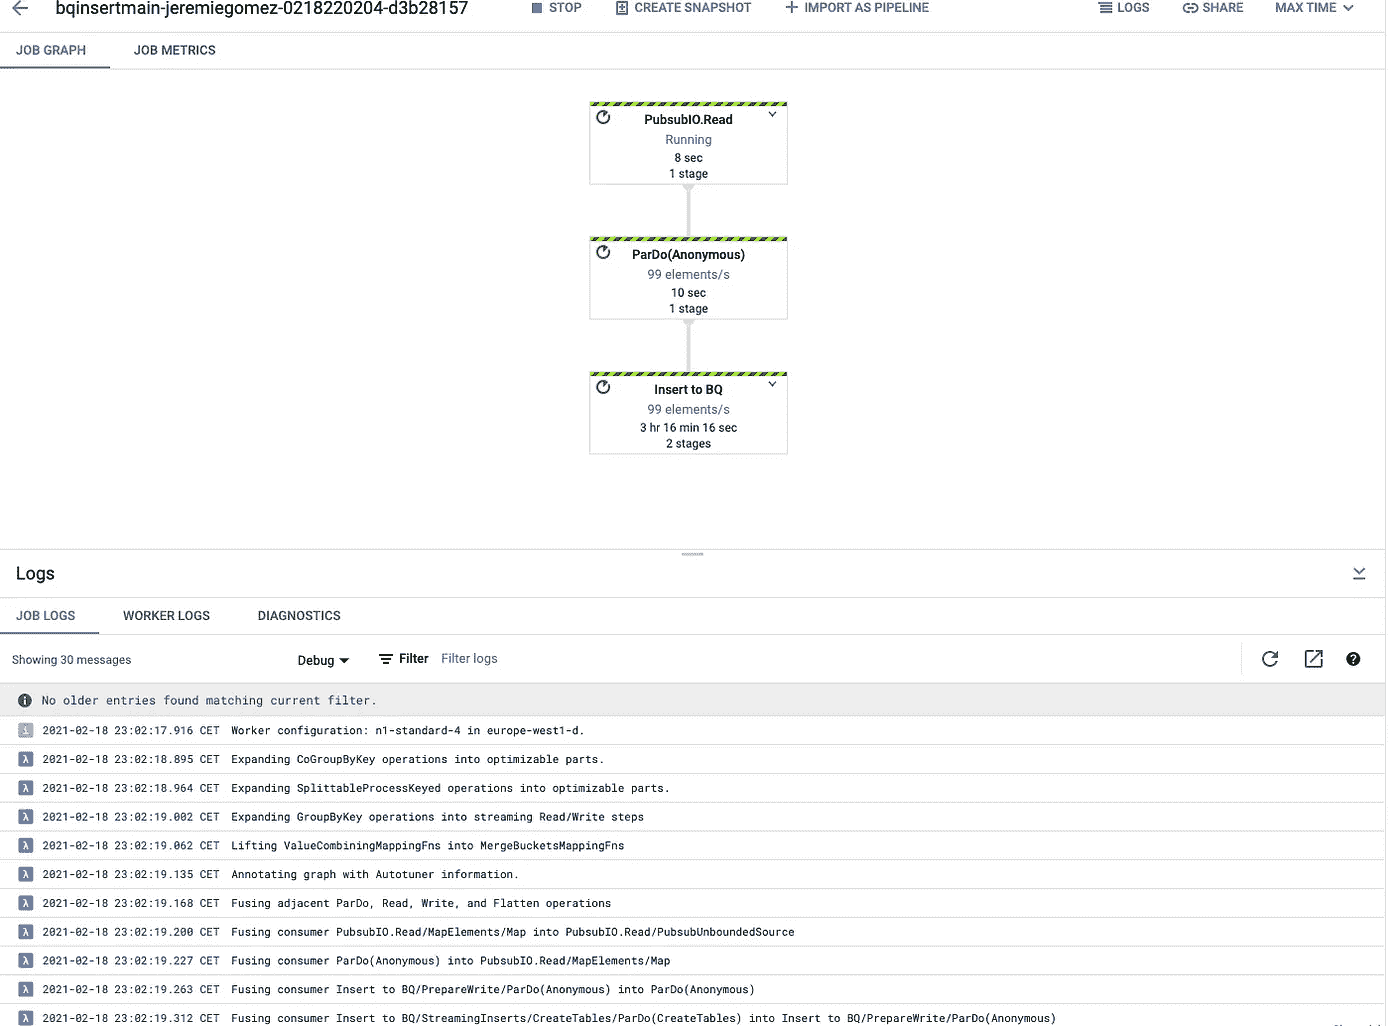 bqinsertmain-jeremiegomez-0218220204-d3b28157 STOP CREATE SNAPSHOT IMPORT AS PIPELINE LOGS SHARE MAX TIME
JOB GRAPH JOB METRICS
PubsubIO.Read
Running
8 sec
1 stage
ParDo(Anonymous)
99 elements/s
10 sec
1 stage
Insert to BQ
99 elements/s
3 hr 16 min 16 sec
2 stages
Logs
JOB LOGS WORKER LOGS DIAGNOSTICS
Showing 30 messages Debug Filter Filter logs
No older entries found matching current filter.
2021-02-18 23:02:17.916 CET Worker configuration: n1-standard-4 in europe-west1-d.
2021-02-18 23:02:18.895 CET Expanding CoGroupByKey operations into optimizable parts.
2021-02-18 23:02:18.964 CET Expanding SplittableProcessKeyed operations into optimizable parts.
2021-02-18 23:02:19.002 CET Expanding GroupByKey operations into streaming Read/Write steps
2021-02-18 23:02:19.062 CET Lifting ValueCombiningMappingFns into MergeBucketsMappingFns
2021-02-18 23:02:19.135 CET Annotating graph with Autotuner information.
2021-02-18 23:02:19.168 CET Fusing adjacent ParDo, Read, Write, and Flatten operations
2021-02-18 23:02:19.200 CET Fusing consumer PubsubIO.Read/MapElements/Map into PubsubIO.Read/PubsubUnboundedSource
2021-02-18 23:02:19.227 CET Fusing consumer ParDo(Anonymous) into PubsubIO.Read/MapElements/Map
2021-02-18 23:02:19.263 CET Fusing consumer Insert to BQ/PrepareWrite/ParDo(Anonymous) into ParDo(Anonymous)
2021-02-18 23:02:19.312 CET Fusing consumer Insert to BQ/StreamingInserts/CreateTables/ParDo(CreateTables) into Insert to BQ/PrepareWrite/ParDo(Anonymous)